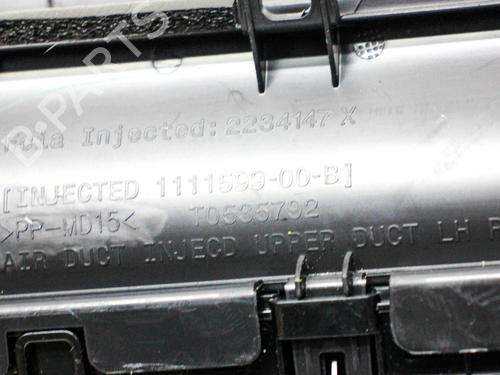 Injected: 2234147 X
[INJECTED 1111599-00-B]
>PP-MD15< T0535792
AIR DUCT INJECD UPPER DUCT LH
B-PARTS